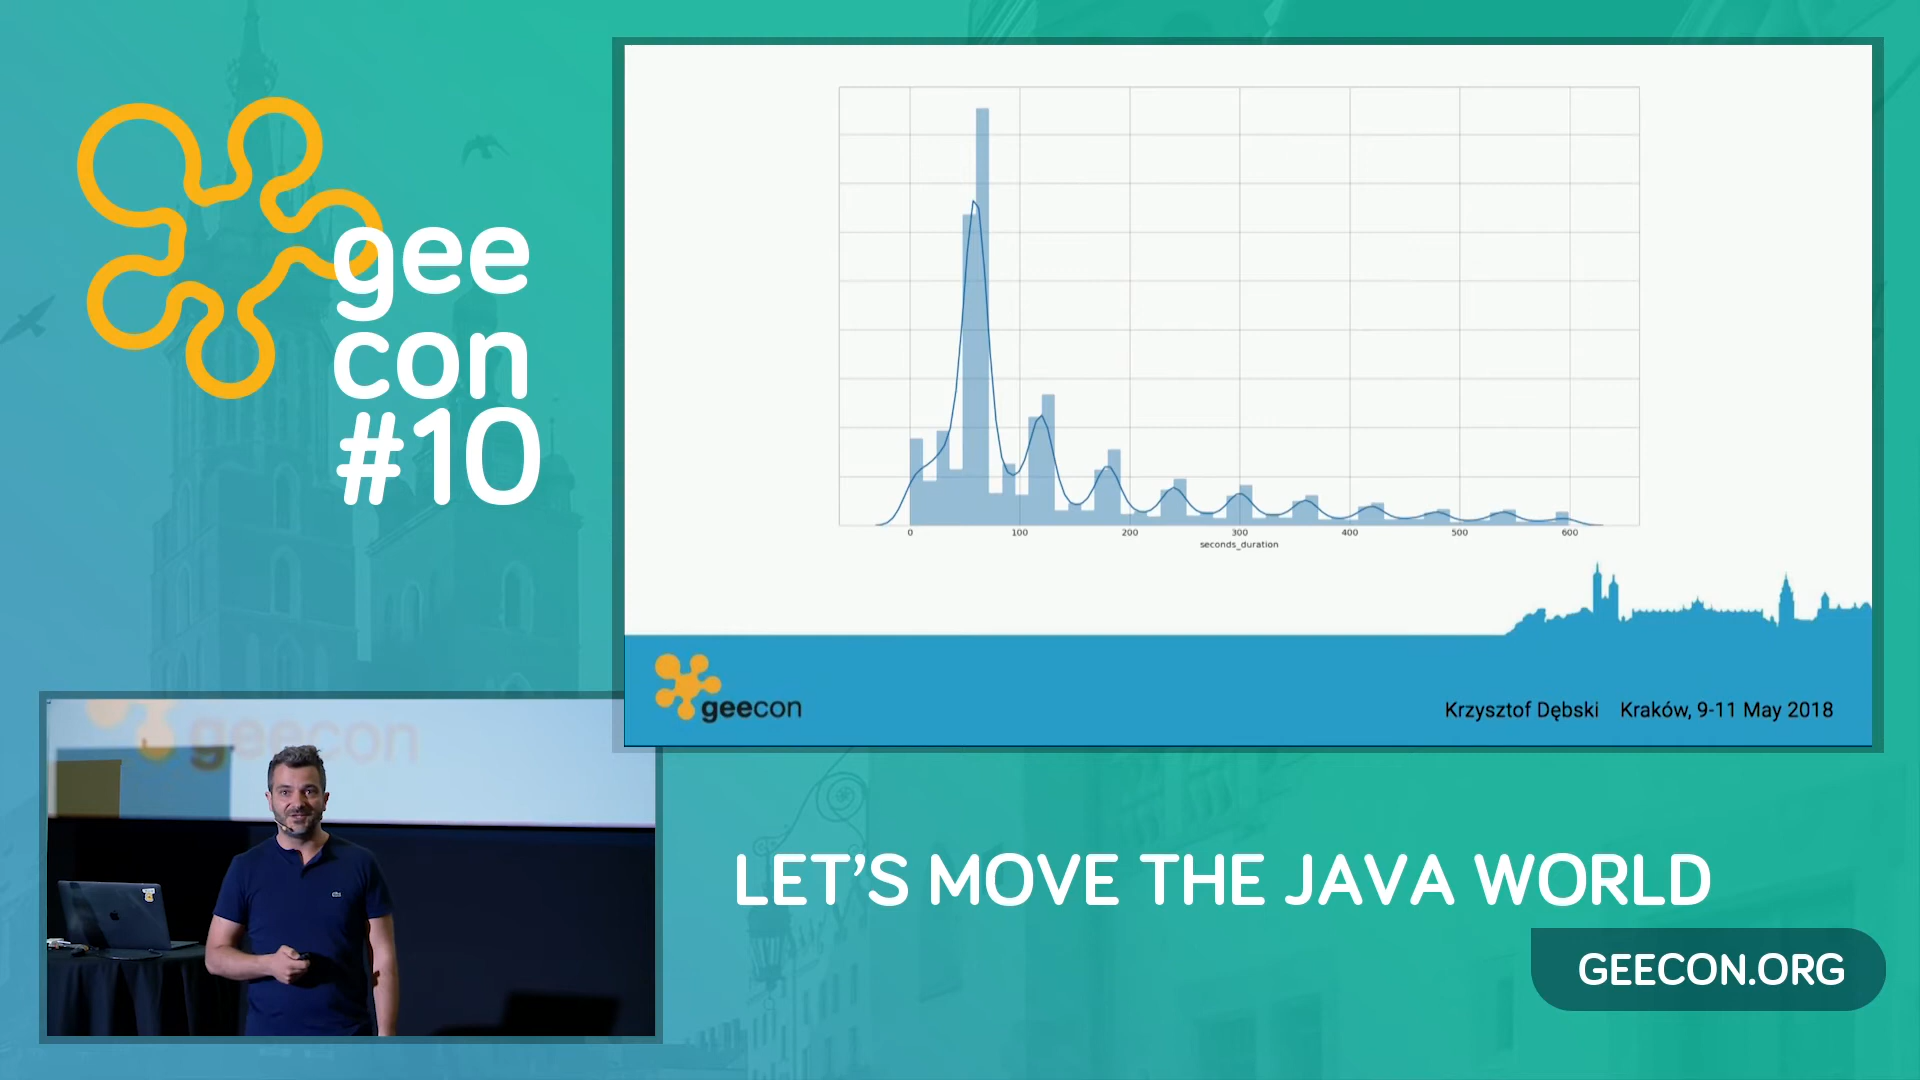 gee
con
#10
0 100 200 300 400 500 600
seconds_duration
geecon
Krzysztof Dębski Kraków, 9-11 May 2018
geecon
LET'S MOVE THE JAVA WORLD
GEECON.ORG